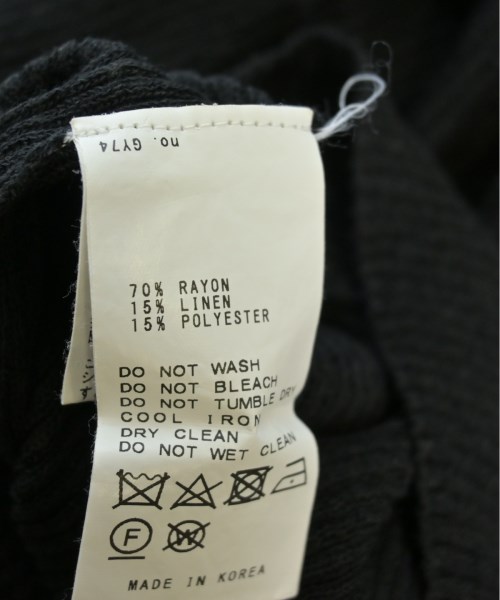 no. GY74
70% RAYON
15% LINEN
15% POLYESTER
DO NOT WASH
DO NOT BLEACH
DO NOT TUMBLE DRY
COOL IRON
DRY CLEAN
DO NOT WET CLEAN
F W
MADE IN KOREA